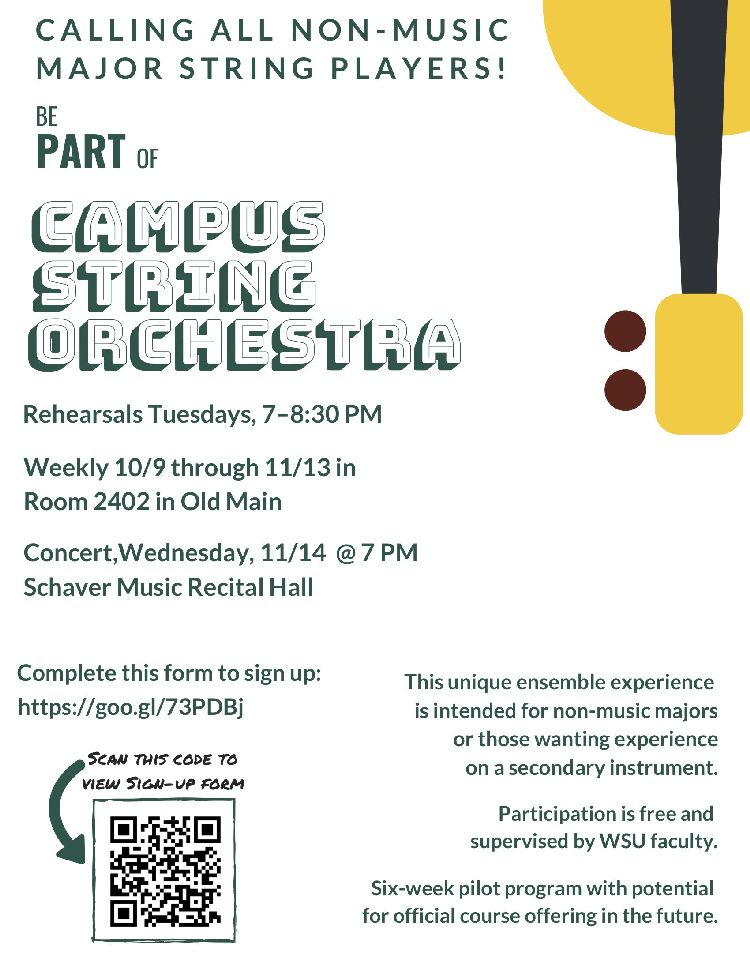 CALLING ALL NON-MUSIC
MAJOR STRING PLAYERS!
BE
PART OF
CAMPUS
STRING
ORCHESTRA
Rehearsals Tuesdays, 7–8:30 PM
Weekly 10/9 through 11/13 in
Room 2402 in Old Main
Concert,Wednesday, 11/14 @ 7 PM
Schaver Music Recital Hall
Complete this form to sign up:
https://goo.gl/73PDBj
Scan this code to
view Sign-up form
This unique ensemble experience
is intended for non-music majors
or those wanting experience
on a secondary instrument.
Participation is free and
supervised by WSU faculty.
Six-week pilot program with potential
for official course offering in the future.